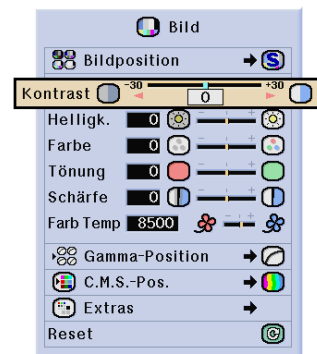 Bild
Bildposition S
Kontrast -30 0 +30
Helligk. 0
Farbe 0
Tönung 0
Schärfe 0
Farb Temp 8500
Gamma-Position
C.M.S.-Pos.
Extras
Reset